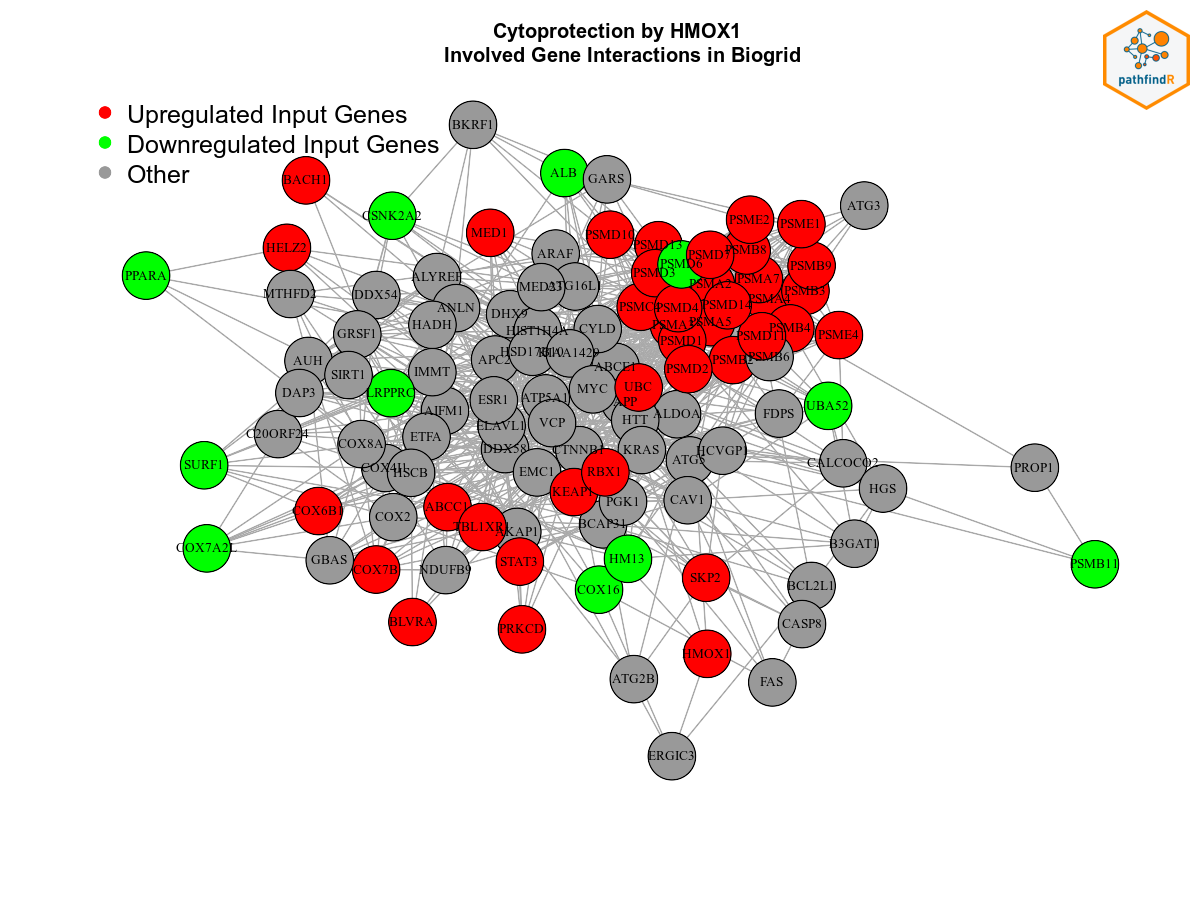 Cytoprotection by HMOX1
Involved Gene Interactions in Biogrid
pathfindR
Upregulated Input Genes
Downregulated Input Genes
Other
BKRF1
BACH1
ALB
GARS
CSNK2A2
ATG3
PSME2
PSME1
MED1
PSMD10
PSMD13
HELZ2
PSMB8
PSMD7
ARAF
PSMD6
PSMB9
PPARA
ALYREF
PSMD3
PSMA7
MTHFD2
DDX54
MED23
ATG16L1
PSMA2
PSMB3
PSMA4
ANLN
PSMD4
PSMD14
DHX9
HADH
CYLD
PSMB4
HIST1H4A
GRSF1
PSMA5
PSME4
PSMD11
PSMD1
AUH
APC2
KIAA1429
PSMB2
PSMB6
SIRT1
IMMT
ABCE1
PSMD2
DAP3
LRPPRC
MYC
UBC
ATP5A1
ESR1
APP
UBA52
AIFM1
FDPS
ALDOA
HTT
VCP
ELAVL1
C20ORF24
ETFA
COX8A
DDX58
CTNNB1
KRAS
HCVGP1
ATG5
SURF1
CALCOCO2
PROP1
HSCB
EMC1
RBX1
HGS
KEAP1
PGK1
CAV1
COX6B1
ABCC1
COX2
TBL1XR1
BCAP31
AKAP1
B3GAT1
COX7A2L
GBAS
STAT3
HM13
PSMB11
COX7B
NDUFB9
SKP2
BCL2L1
COX16
BLVRA
PRKCD
CASP8
HMOX1
ATG2B
FAS
ERGIC3